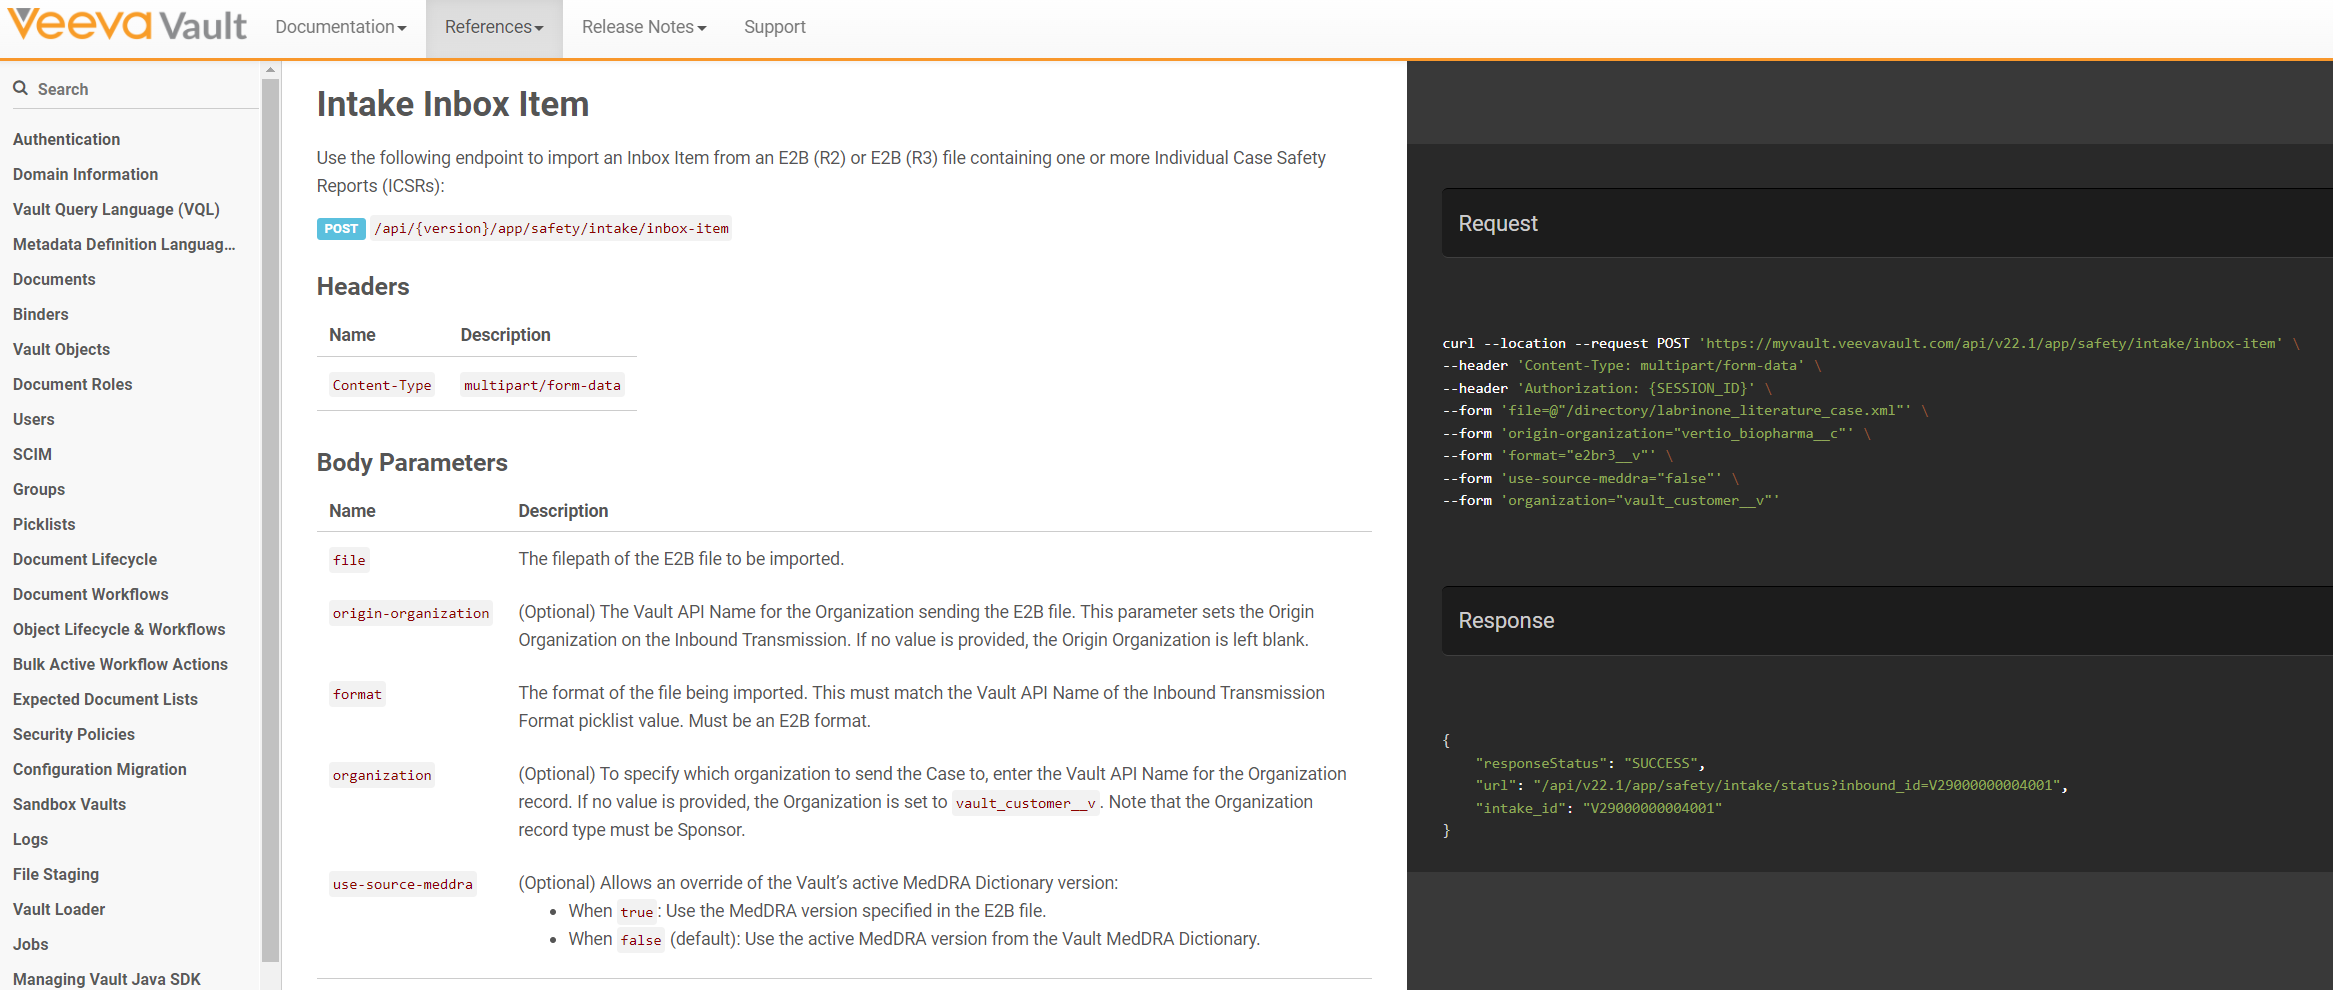 Veeva Vault
Documentation
References
Release Notes
Support
Search
Authentication
Domain Information
Vault Query Language (VQL)
Metadata Definition Languag...
Documents
Binders
Vault Objects
Document Roles
Users
SCIM
Groups
Picklists
Document Lifecycle
Document Workflows
Object Lifecycle & Workflows
Bulk Active Workflow Actions
Expected Document Lists
Security Policies
Configuration Migration
Sandbox Vaults
Logs
File Staging
Vault Loader
Jobs
Managing Vault Java SDK
Intake Inbox Item
Use the following endpoint to import an Inbox Item from an E2B (R2) or E2B (R3) file containing one or more Individual Case Safety
Reports (ICSRs):
POST /api/{version}/app/safety/intake/inbox-item
Headers
Name Description
Content-Type multipart/form-data
Body Parameters
Name Description
file The filepath of the E2B file to be imported.
origin-organization (Optional) The Vault API Name for the Organization sending the E2B file. This parameter sets the Origin
Organization on the Inbound Transmission. If no value is provided, the Origin Organization is left blank.
format The format of the file being imported. This must match the Vault API Name of the Inbound Transmission
Format picklist value. Must be an E2B format.
organization (Optional) To specify which organization to send the Case to, enter the Vault API Name for the Organization
record. If no value is provided, the Organization is set to vault_customer__v. Note that the Organization
record type must be Sponsor.
use-source-meddra (Optional) Allows an override of the Vault’s active MedDRA Dictionary version:
• When true: Use the MedDRA version specified in the E2B file.
• When false (default): Use the active MedDRA version from the Vault MedDRA Dictionary.
Request
curl --location --request POST 'https://myvault.veevavault.com/api/v22.1/app/safety/intake/inbox-item' \
--header 'Content-Type: multipart/form-data' \
--header 'Authorization: {SESSION_ID}' \
--form 'file=@"/directory/labrinone_literature_case.xml"' \
--form 'origin-organization="vertio_biopharma__c"' \
--form 'format="e2br3__v"' \
--form 'use-source-meddra="false"' \
--form 'organization="vault_customer__v"'
Response
{
"responseStatus": "SUCCESS",
"url": "/api/v22.1/app/safety/intake/status?inbound_id=V29000000004001",
"intake_id": "V29000000004001"
}